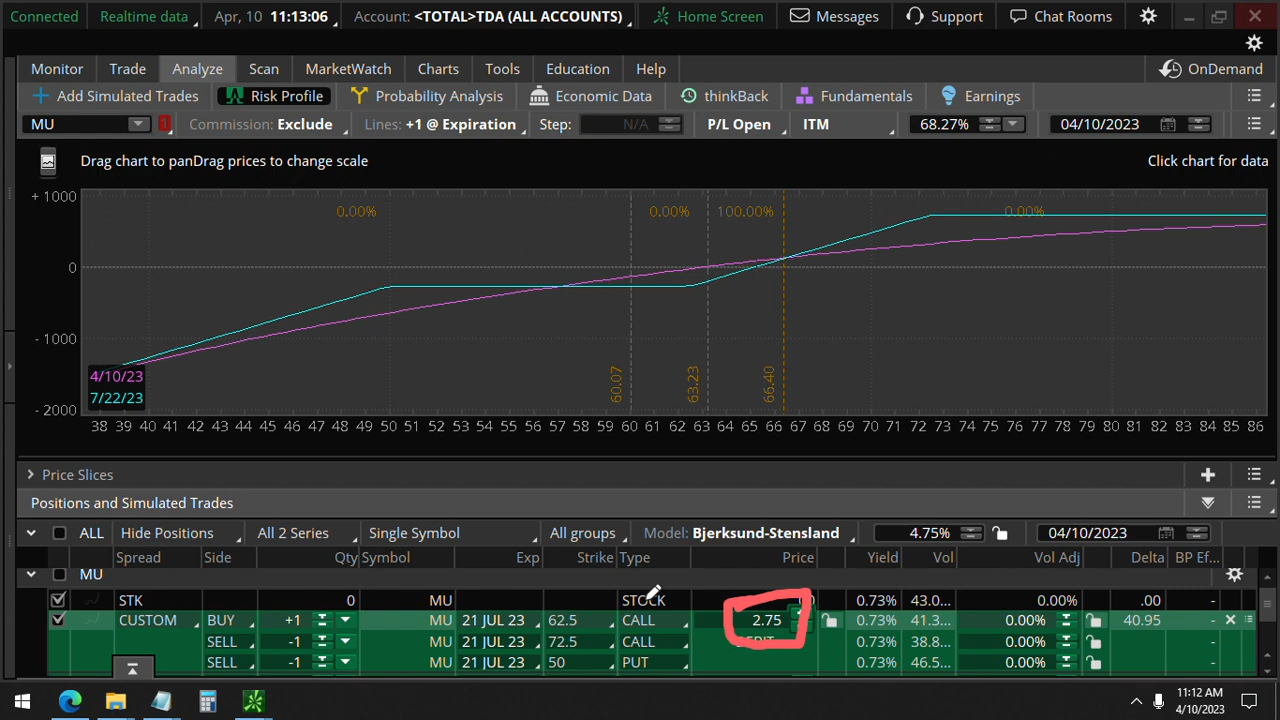 Connected Realtime data Apr, 10 11:13:06 Account: <TOTAL>TDA (ALL ACCOUNTS) Home Screen Messages Support Chat Rooms
Monitor Trade Analyze Scan MarketWatch Charts Tools Education Help OnDemand
Add Simulated Trades Risk Profile Probability Analysis Economic Data thinkBack Fundamentals Earnings
MU 1 Commission: Exclude Lines: +1 @ Expiration Step: N/A P/L Open ITM 68.27% 04/10/2023
Drag chart to panDrag prices to change scale Click chart for data
+ 1000
0.00% 0.00% 100.00% 0.00%
0
- 1000
4/10/23
7/22/23
60.07 63.23 66.40
- 2000
38 39 40 41 42 43 44 45 46 47 48 49 50 51 52 53 54 55 56 57 58 59 60 61 62 63 64 65 66 67 68 69 70 71 72 73 74 75 76 77 78 79 80 81 82 83 84 85 86
Price Slices
Positions and Simulated Trades
ALL Hide Positions All 2 Series Single Symbol All groups Model: Bjerksund-Stensland 4.75% 04/10/2023
Spread Side Qty Symbol Exp Strike Type Price Yield Vol Vol Adj Delta BP Ef...
MU
STK 0 MU STOCK 0.73% 43.0... 0.00% .00 -
CUSTOM BUY +1 MU 21 JUL 23 62.5 CALL 2.75 0.73% 41.3... 0.00% 40.95 -
SELL -1 MU 21 JUL 23 72.5 CALL DEBIT 0.73% 38.8... 0.00% -
SELL -1 MU 21 JUL 23 50 PUT 0.73% 46.5... 0.00% -
11:12 AM
4/10/2023